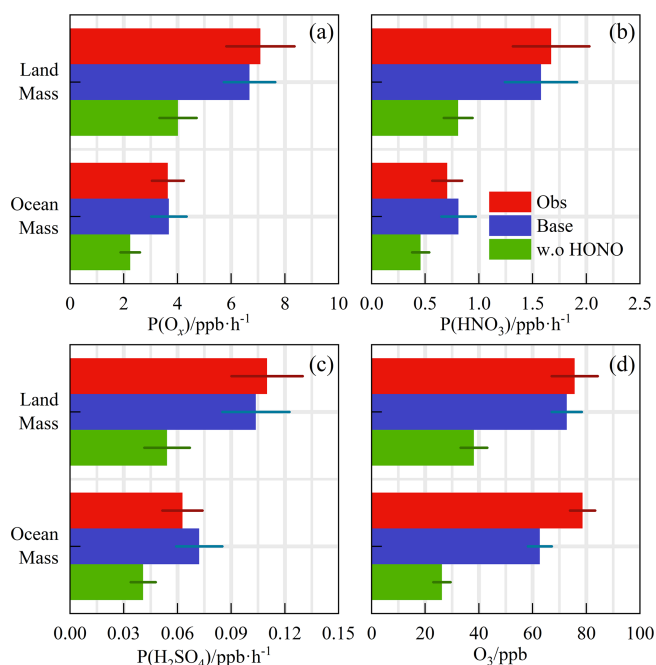 (a)
Land
Mass
Ocean
Mass
0 2 4 6 8 10
P(Oₓ)/ppb·h⁻¹
(b)
Obs
Base
w.o HONO
0.0 0.5 1.0 1.5 2.0 2.5
P(HNO₃)/ppb·h⁻¹
(c)
Land
Mass
Ocean
Mass
0.00 0.03 0.06 0.09 0.12 0.15
P(H₂SO₄)/ppb·h⁻¹
(d)
0 20 40 60 80 100
O₃/ppb